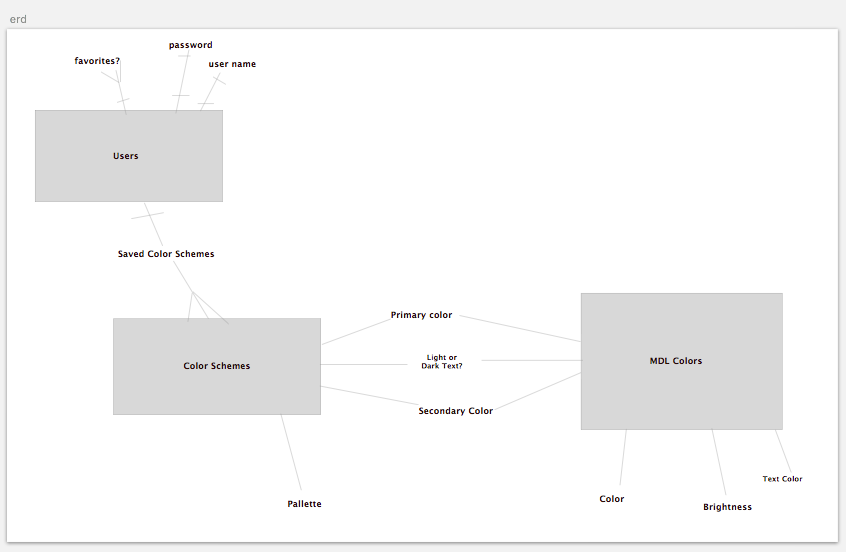 erd
password
favorites?
user name
Users
Saved Color Schemes
Primary color
Color Schemes
Light or
Dark Text?
MDL Colors
Secondary Color
Pallette
Color
Brightness
Text Color